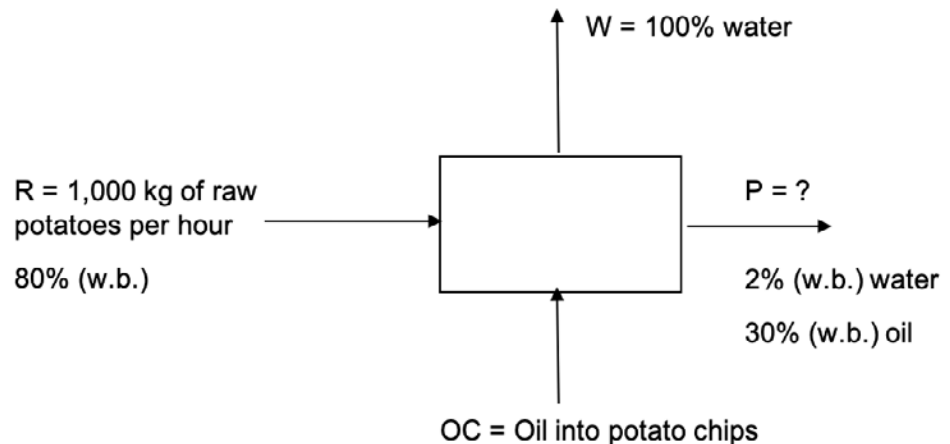 W = 100% water
R = 1,000 kg of raw
potatoes per hour
80% (w.b.)
P = ?
2% (w.b.) water
30% (w.b.) oil
OC = Oil into potato chips